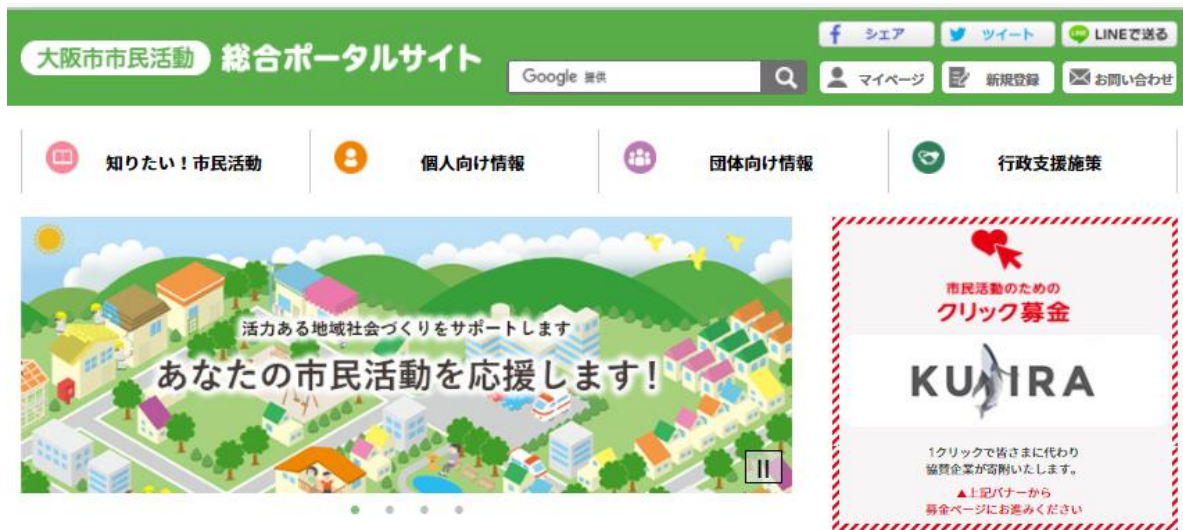 大阪市市民活動 総合ポータルサイト
シェア
ツイート
LINEで送る
Google 提供
マイページ
新規登録
お問い合わせ
知りたい!市民活動
個人向け情報
団体向け情報
行政支援施策
活力ある地域社会づくりをサポートします
あなたの市民活動を応援します!
市民活動のための
クリック募金
KUJIRA
1クリックで皆さまに代わり
協賛企業が寄附いたします。
▲上記バナーから
募金ページにお進みください